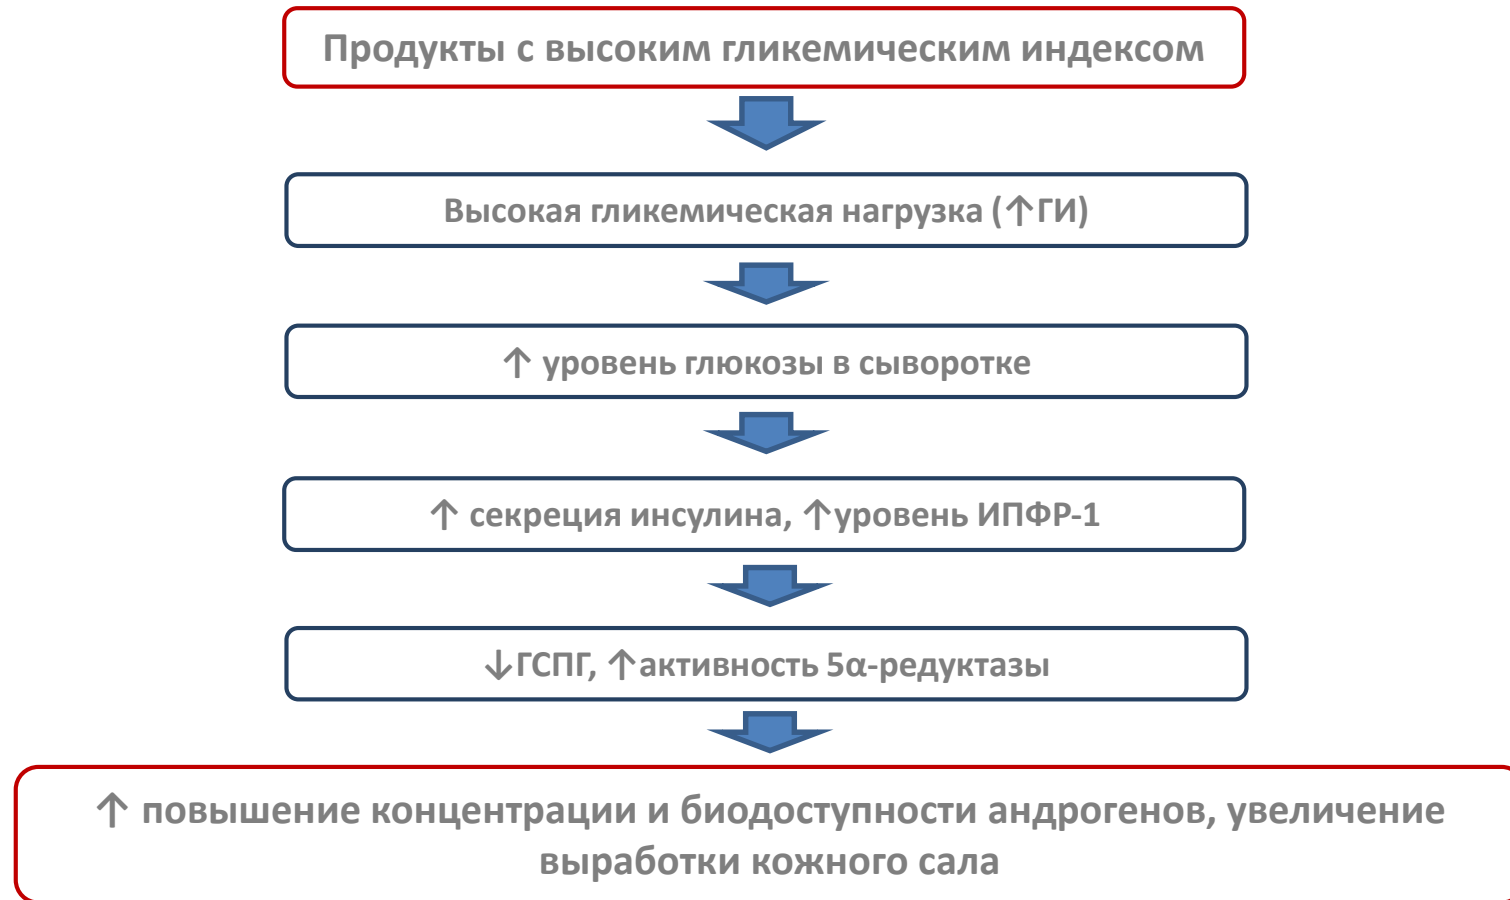 Продукты с высоким гликемическим индексом
Высокая гликемическая нагрузка (↑ГИ)
↑ уровень глюкозы в сыворотке
↑ секреция инсулина, ↑уровень ИПФР-1
↓ГСПГ, ↑активность 5α-редуктазы
↑ повышение концентрации и биодоступности андрогенов, увеличение
выработки кожного сала